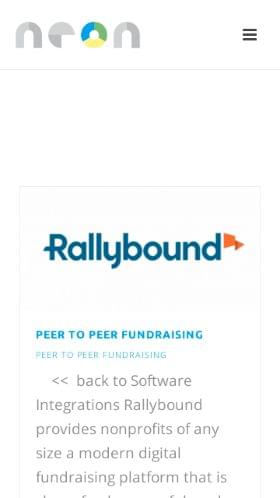 neon
Rallybound
PEER TO PEER FUNDRAISING
PEER TO PEER FUNDRAISING
<< back to Software
Integrations Rallybound
provides nonprofits of any
size a modern digital
fundraising platform that is